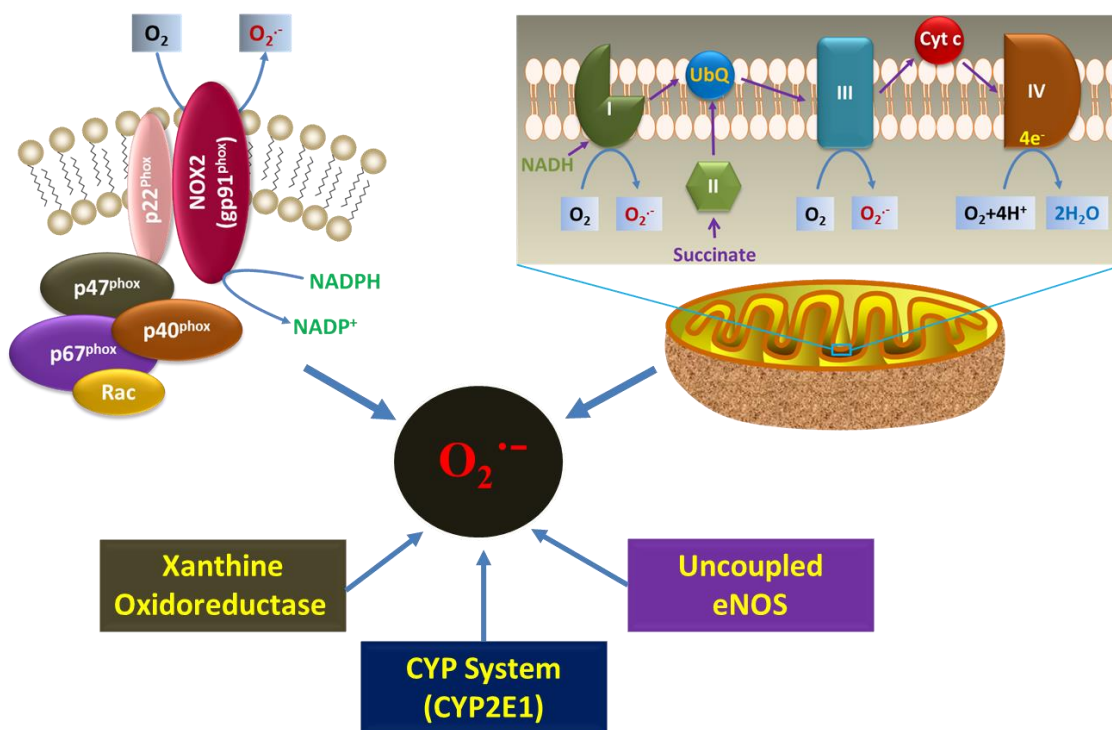 O₂
O₂·⁻
p22Phox
NOX2
(gp91phox)
p47phox
p40phox
p67phox
Rac
NADPH
NADP⁺
I
UbQ
III
Cyt c
IV
4e⁻
NADH
II
O₂
O₂·⁻
O₂
O₂·⁻
O₂+4H⁺
2H₂O
Succinate
O₂·⁻
Xanthine
Oxidoreductase
Uncoupled
eNOS
CYP System
(CYP2E1)